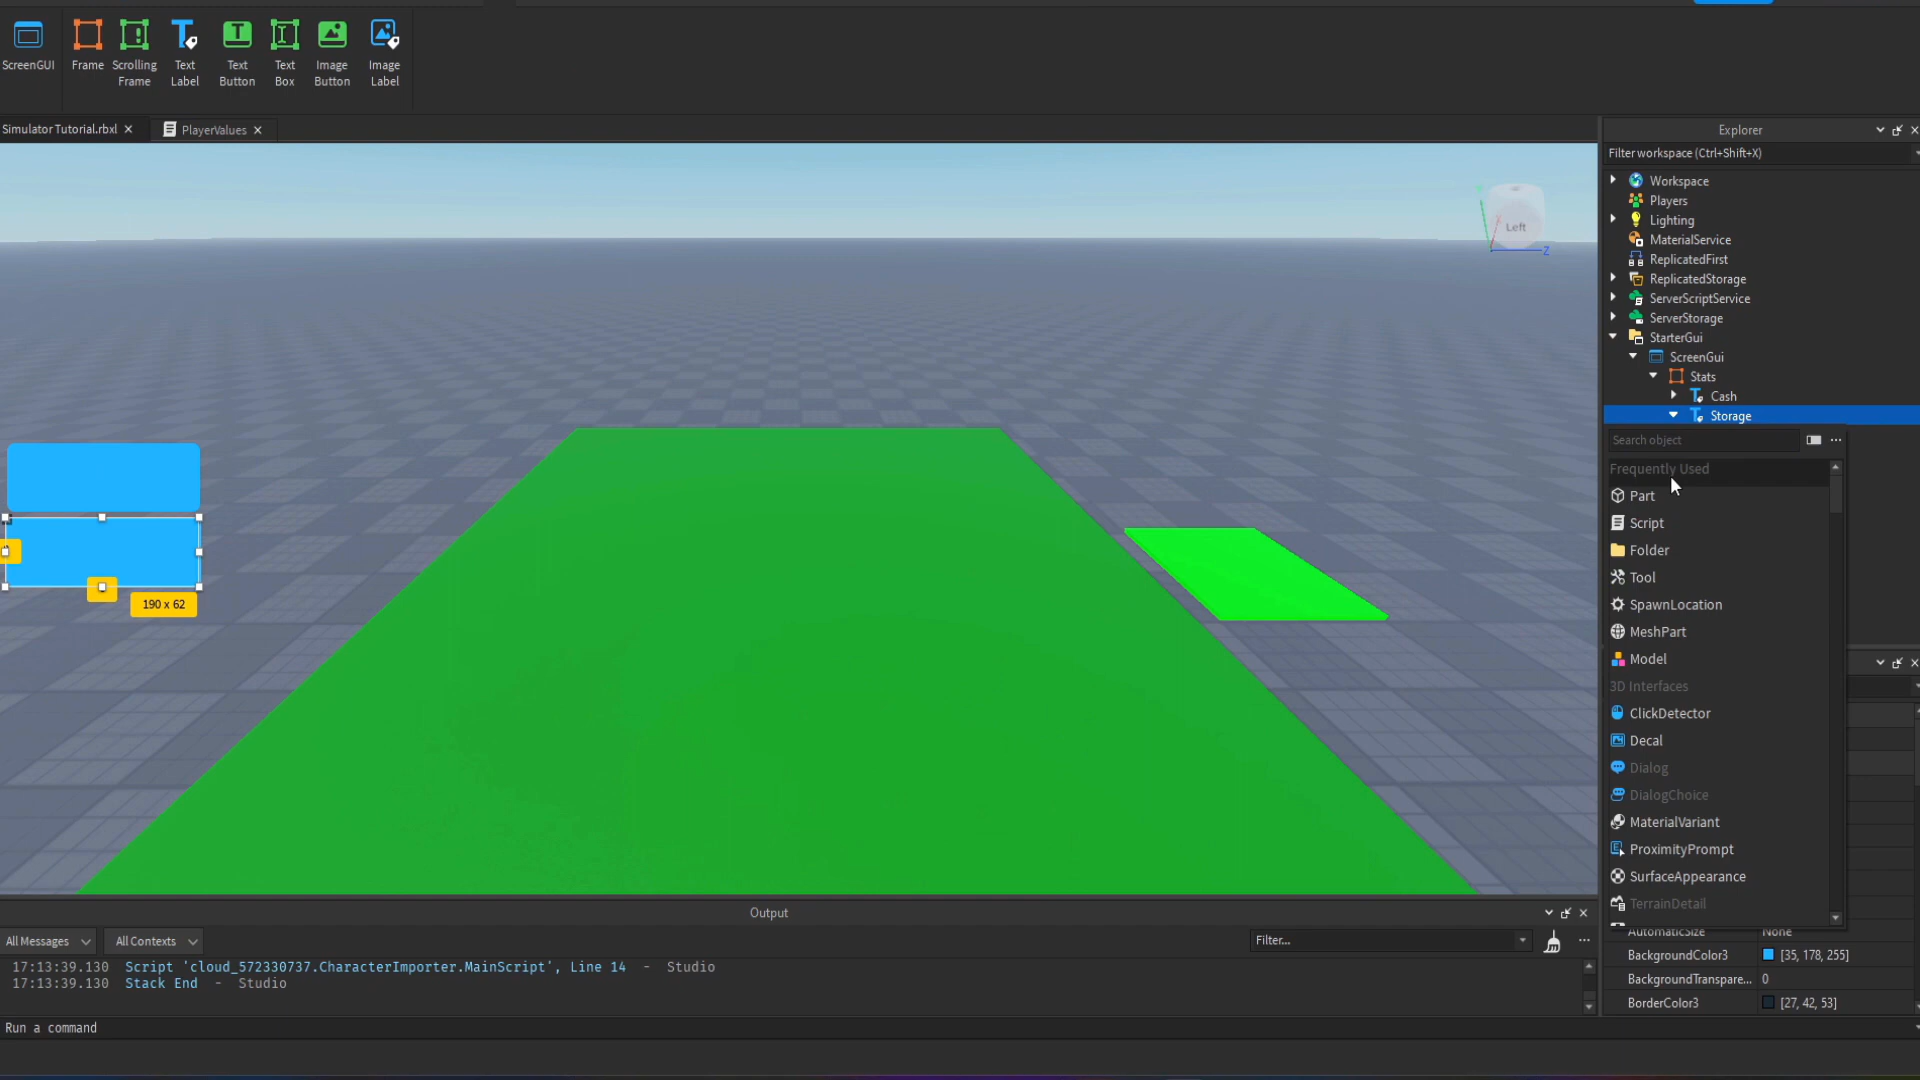 ScreenGUI
Frame
Scrolling Frame
Text Label
Text Button
Text Box
Image Button
Image Label
Simulator Tutorial.rbxl
PlayerValues
Explorer
Filter workspace (Ctrl+Shift+X)
Workspace
Players
Lighting
MaterialService
ReplicatedFirst
ReplicatedStorage
ServerScriptService
ServerStorage
StarterGui
ScreenGui
Stats
Cash
Storage
Search object
Frequently Used
Part
Script
Folder
Tool
SpawnLocation
MeshPart
Model
3D Interfaces
ClickDetector
Decal
Dialog
DialogChoice
MaterialVariant
ProximityPrompt
SurfaceAppearance
TerrainDetail
AutomaticSize None
BackgroundColor3 [35, 178, 255]
BackgroundTranspare... 0
BorderColor3 [27, 42, 53]
Left
Z
190 x 62
Output
All Messages
All Contexts
Filter...
17:13:39.130 Script 'cloud_572330737.CharacterImporter.MainScript', Line 14 - Studio
17:13:39.130 Stack End - Studio
Run a command